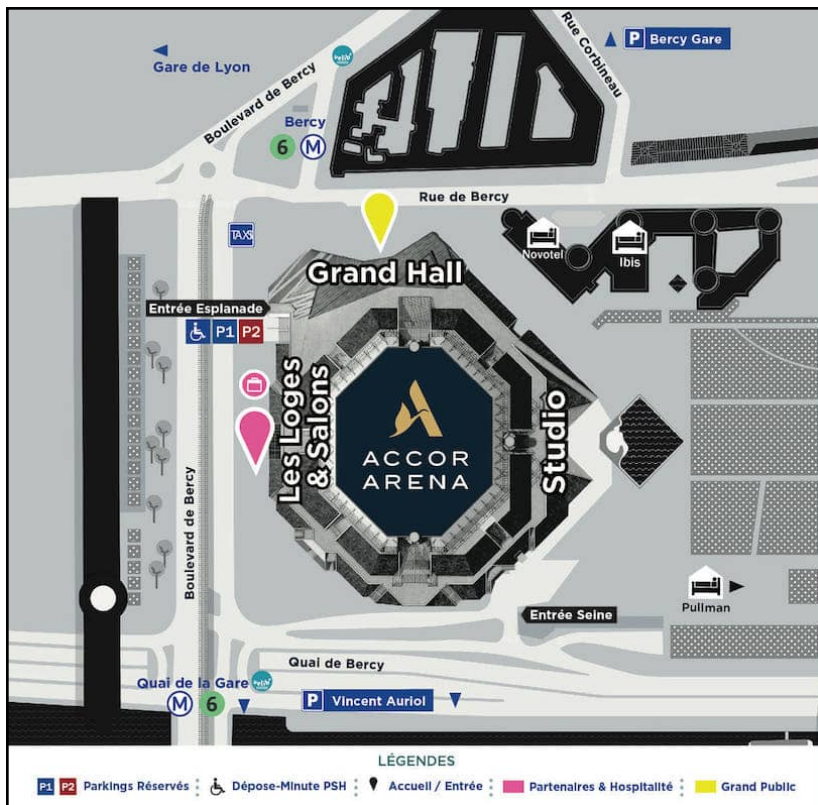 Gare de Lyon
Boulevard de Bercy
Rue Corbineau
P Bercy Gare
Bercy
6 M
Rue de Bercy
TAXIS
Novotel
Ibis
Grand Hall
Entrée Esplanade
P1 P2
Les Loges
& Salons
ACCOR
ARENA
Studio
Boulevard de Bercy
Pullman
Entrée Seine
Quai de Bercy
Quai de la Gare
M 6
P Vincent Auriol
LÉGENDES
P1 P2 Parkings Réservés
Dépose-Minute PSH
Accueil / Entrée
Partenaires & Hospitalité
Grand Public